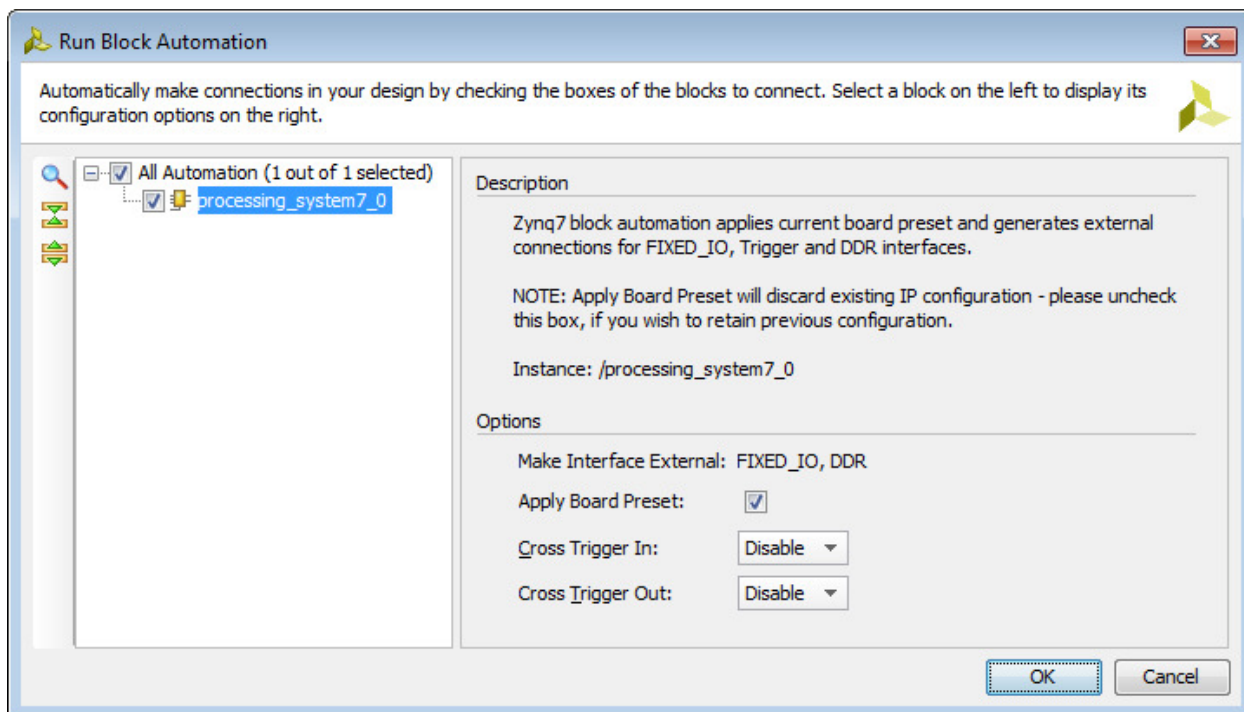 Run Block Automation
Automatically make connections in your design by checking the boxes of the blocks to connect. Select a block on the left to display its
configuration options on the right.
All Automation (1 out of 1 selected)
processing_system7_0
Description
Zynq7 block automation applies current board preset and generates external
connections for FIXED_IO, Trigger and DDR interfaces.
NOTE: Apply Board Preset will discard existing IP configuration - please uncheck
this box, if you wish to retain previous configuration.
Instance: /processing_system7_0
Options
Make Interface External: FIXED_IO, DDR
Apply Board Preset:
Cross Trigger In: Disable
Cross Trigger Out: Disable
OK Cancel